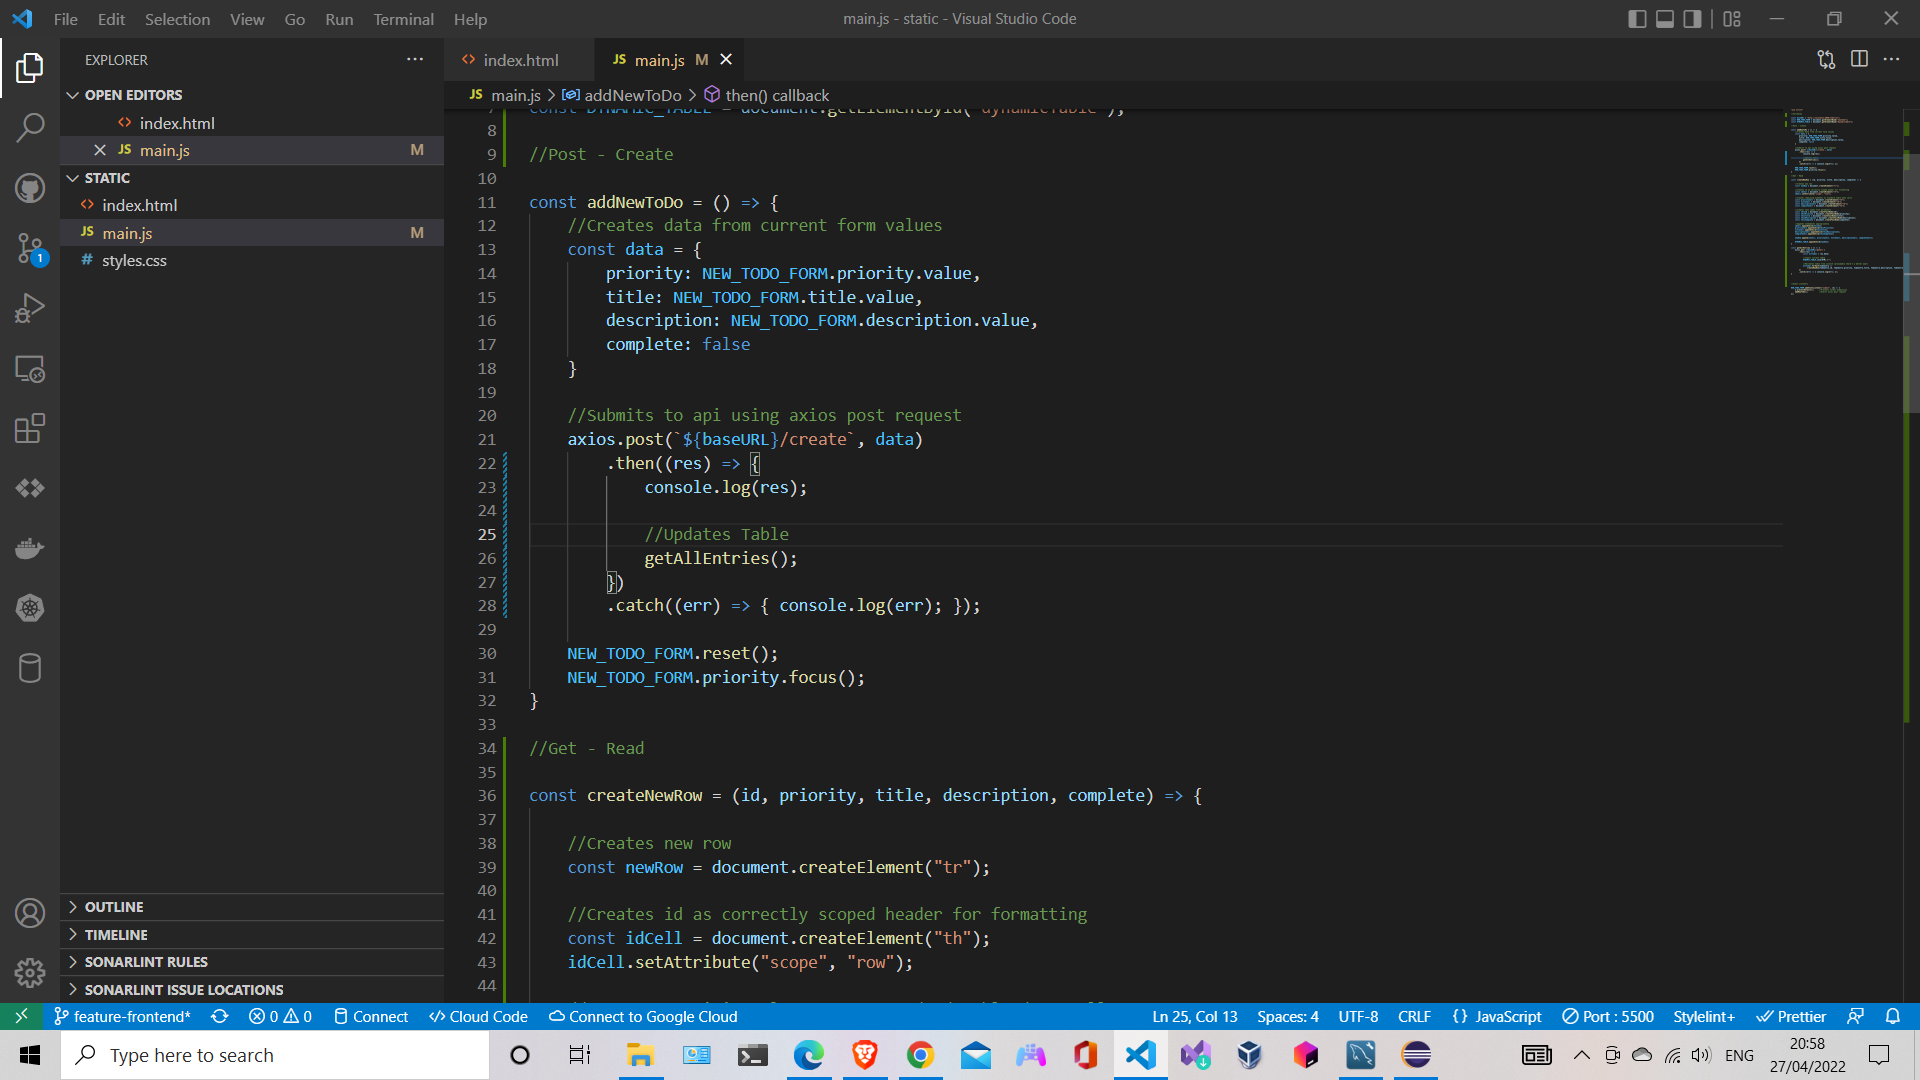 File Edit Selection View Go Run Terminal Help
main.js - static - Visual Studio Code
EXPLORER
OPEN EDITORS
index.html
JS main.js M
STATIC
index.html
JS main.js M
# styles.css
1
OUTLINE
TIMELINE
SONARLINT RULES
SONARLINT ISSUE LOCATIONS
index.html
JS main.js M
JS main.js > addNewToDo > then() callback
7 const DYNAMIC_TABLE = document.getElementById("dynamicTable");
8
9 //Post - Create
10
11 const addNewToDo = () => {
12 //Creates data from current form values
13 const data = {
14 priority: NEW_TODO_FORM.priority.value,
15 title: NEW_TODO_FORM.title.value,
16 description: NEW_TODO_FORM.description.value,
17 complete: false
18 }
19
20 //Submits to api using axios post request
21 axios.post(`${baseURL}/create`, data)
22 .then((res) => {
23 console.log(res);
24
25 //Updates Table
26 getAllEntries();
27 })
28 .catch((err) => { console.log(err); });
29
30 NEW_TODO_FORM.reset();
31 NEW_TODO_FORM.priority.focus();
32 }
33
34 //Get - Read
35
36 const createNewRow = (id, priority, title, description, complete) => {
37
38 //Creates new row
39 const newRow = document.createElement("tr");
40
41 //Creates id as correctly scoped header for formatting
42 const idCell = document.createElement("th");
43 idCell.setAttribute("scope", "row");
44
feature-frontend* 0 0 Connect Cloud Code Connect to Google Cloud
Ln 25, Col 13 Spaces: 4 UTF-8 CRLF {} JavaScript Port : 5500 Stylelint+ Prettier
Type here to search
ENG
20:58
27/04/2022